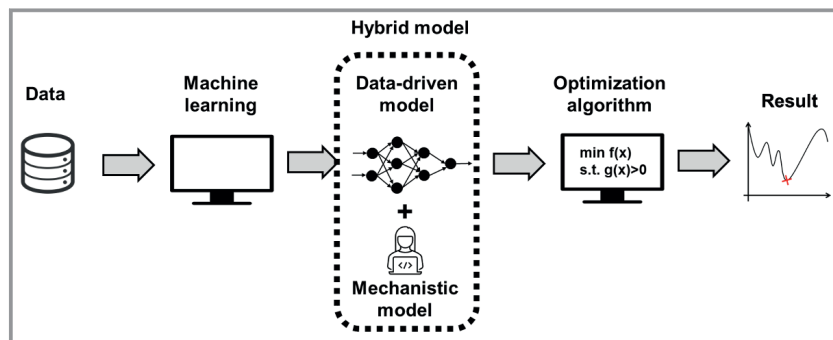 Hybrid model
Data
Machine
learning
Data-driven
model
Optimization
algorithm
Result
min f(x)
s.t. g(x)>0
+
</>
Mechanistic
model